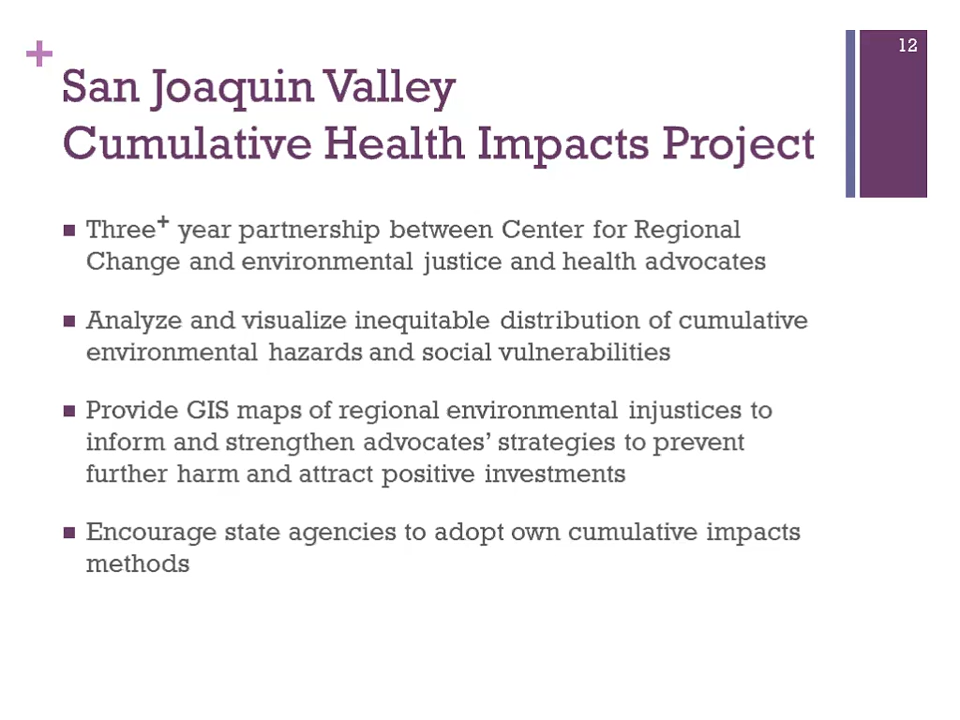 12
+
San Joaquin Valley
Cumulative Health Impacts Project
■ Three+ year partnership between Center for Regional
Change and environmental justice and health advocates
■ Analyze and visualize inequitable distribution of cumulative
environmental hazards and social vulnerabilities
■ Provide GIS maps of regional environmental injustices to
inform and strengthen advocates’ strategies to prevent
further harm and attract positive investments
■ Encourage state agencies to adopt own cumulative impacts
methods